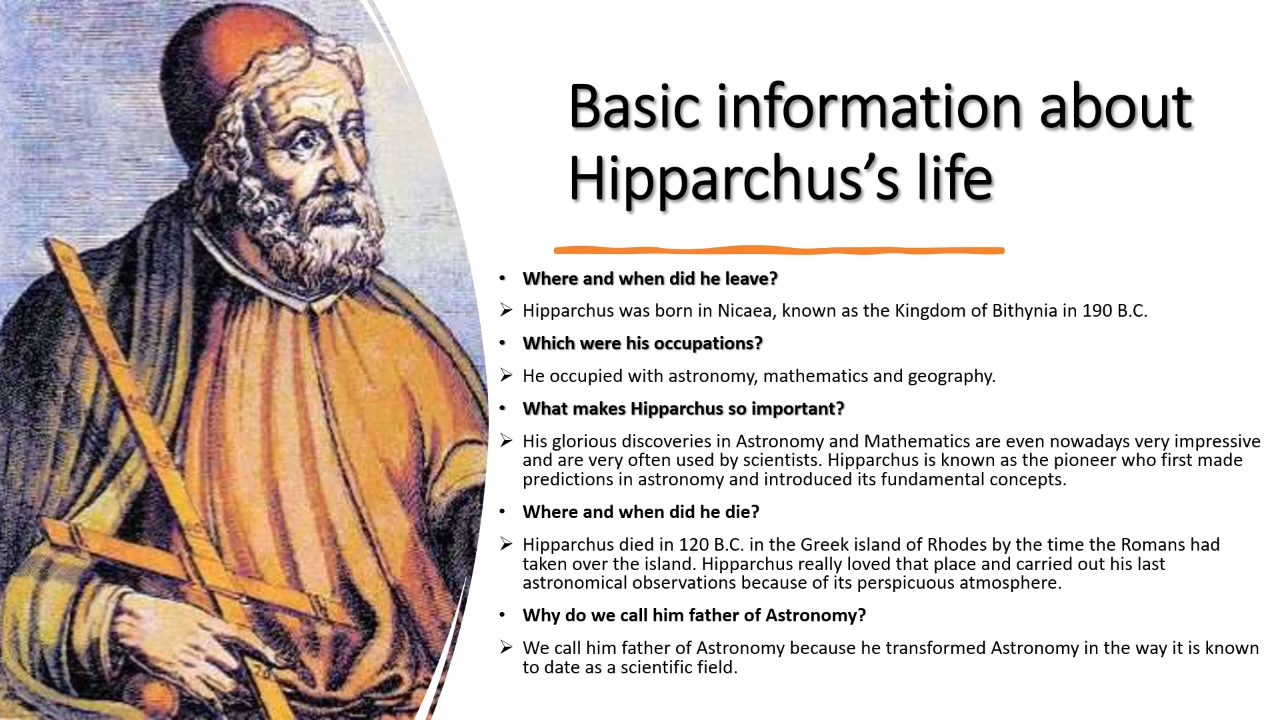 Basic information about
Hipparchus’s life
• Where and when did he leave?
➢ Hipparchus was born in Nicaea, known as the Kingdom of Bithynia in 190 B.C.
• Which were his occupations?
➢ He occupied with astronomy, mathematics and geography.
• What makes Hipparchus so important?
➢ His glorious discoveries in Astronomy and Mathematics are even nowadays very impressive
and are very often used by scientists. Hipparchus is known as the pioneer who first made
predictions in astronomy and introduced its fundamental concepts.
• Where and when did he die?
➢ Hipparchus died in 120 B.C. in the Greek island of Rhodes by the time the Romans had
taken over the island. Hipparchus really loved that place and carried out his last
astronomical observations because of its perspicuous atmosphere.
• Why do we call him father of Astronomy?
➢ We call him father of Astronomy because he transformed Astronomy in the way it is known
to date as a scientific field.